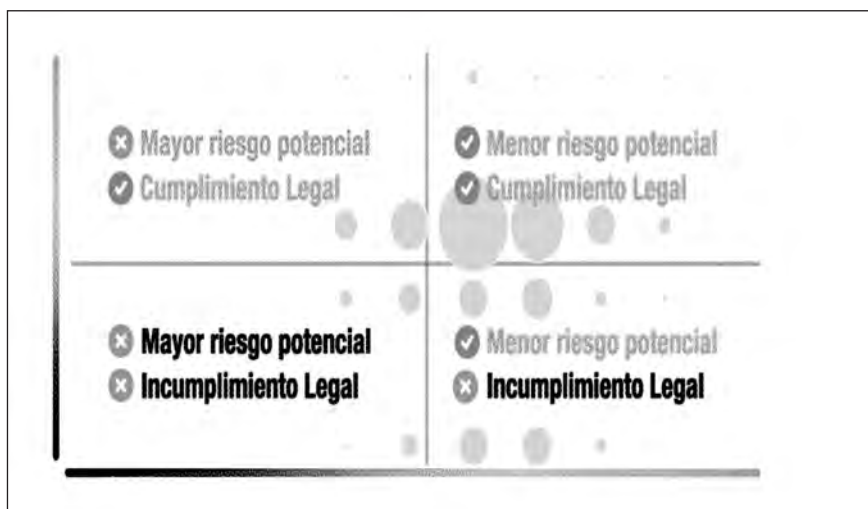 Mayor riesgo potencial
Cumplimiento Legal
Menor riesgo potencial
Cumplimiento Legal
Mayor riesgo potencial
Incumplimiento Legal
Menor riesgo potencial
Incumplimiento Legal